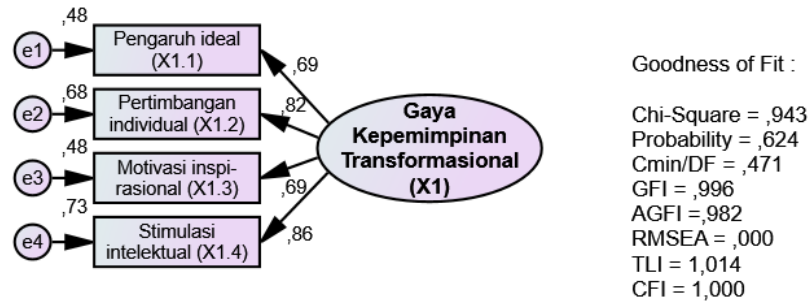 ,48
e1
Pengaruh ideal
(X1.1)
,69
,68
e2
Pertimbangan
individual (X1.2)
,82
,48
e3
Motivasi inspi-
rasional (X1.3)
,69
,73
e4
Stimulasi
intelektual (X1.4)
,86
Gaya
Kepemimpinan
Transformasional
(X1)
Goodness of Fit :
Chi-Square = ,943
Probability = ,624
Cmin/DF = ,471
GFI = ,996
AGFI =,982
RMSEA = ,000
TLI = 1,014
CFI = 1,000